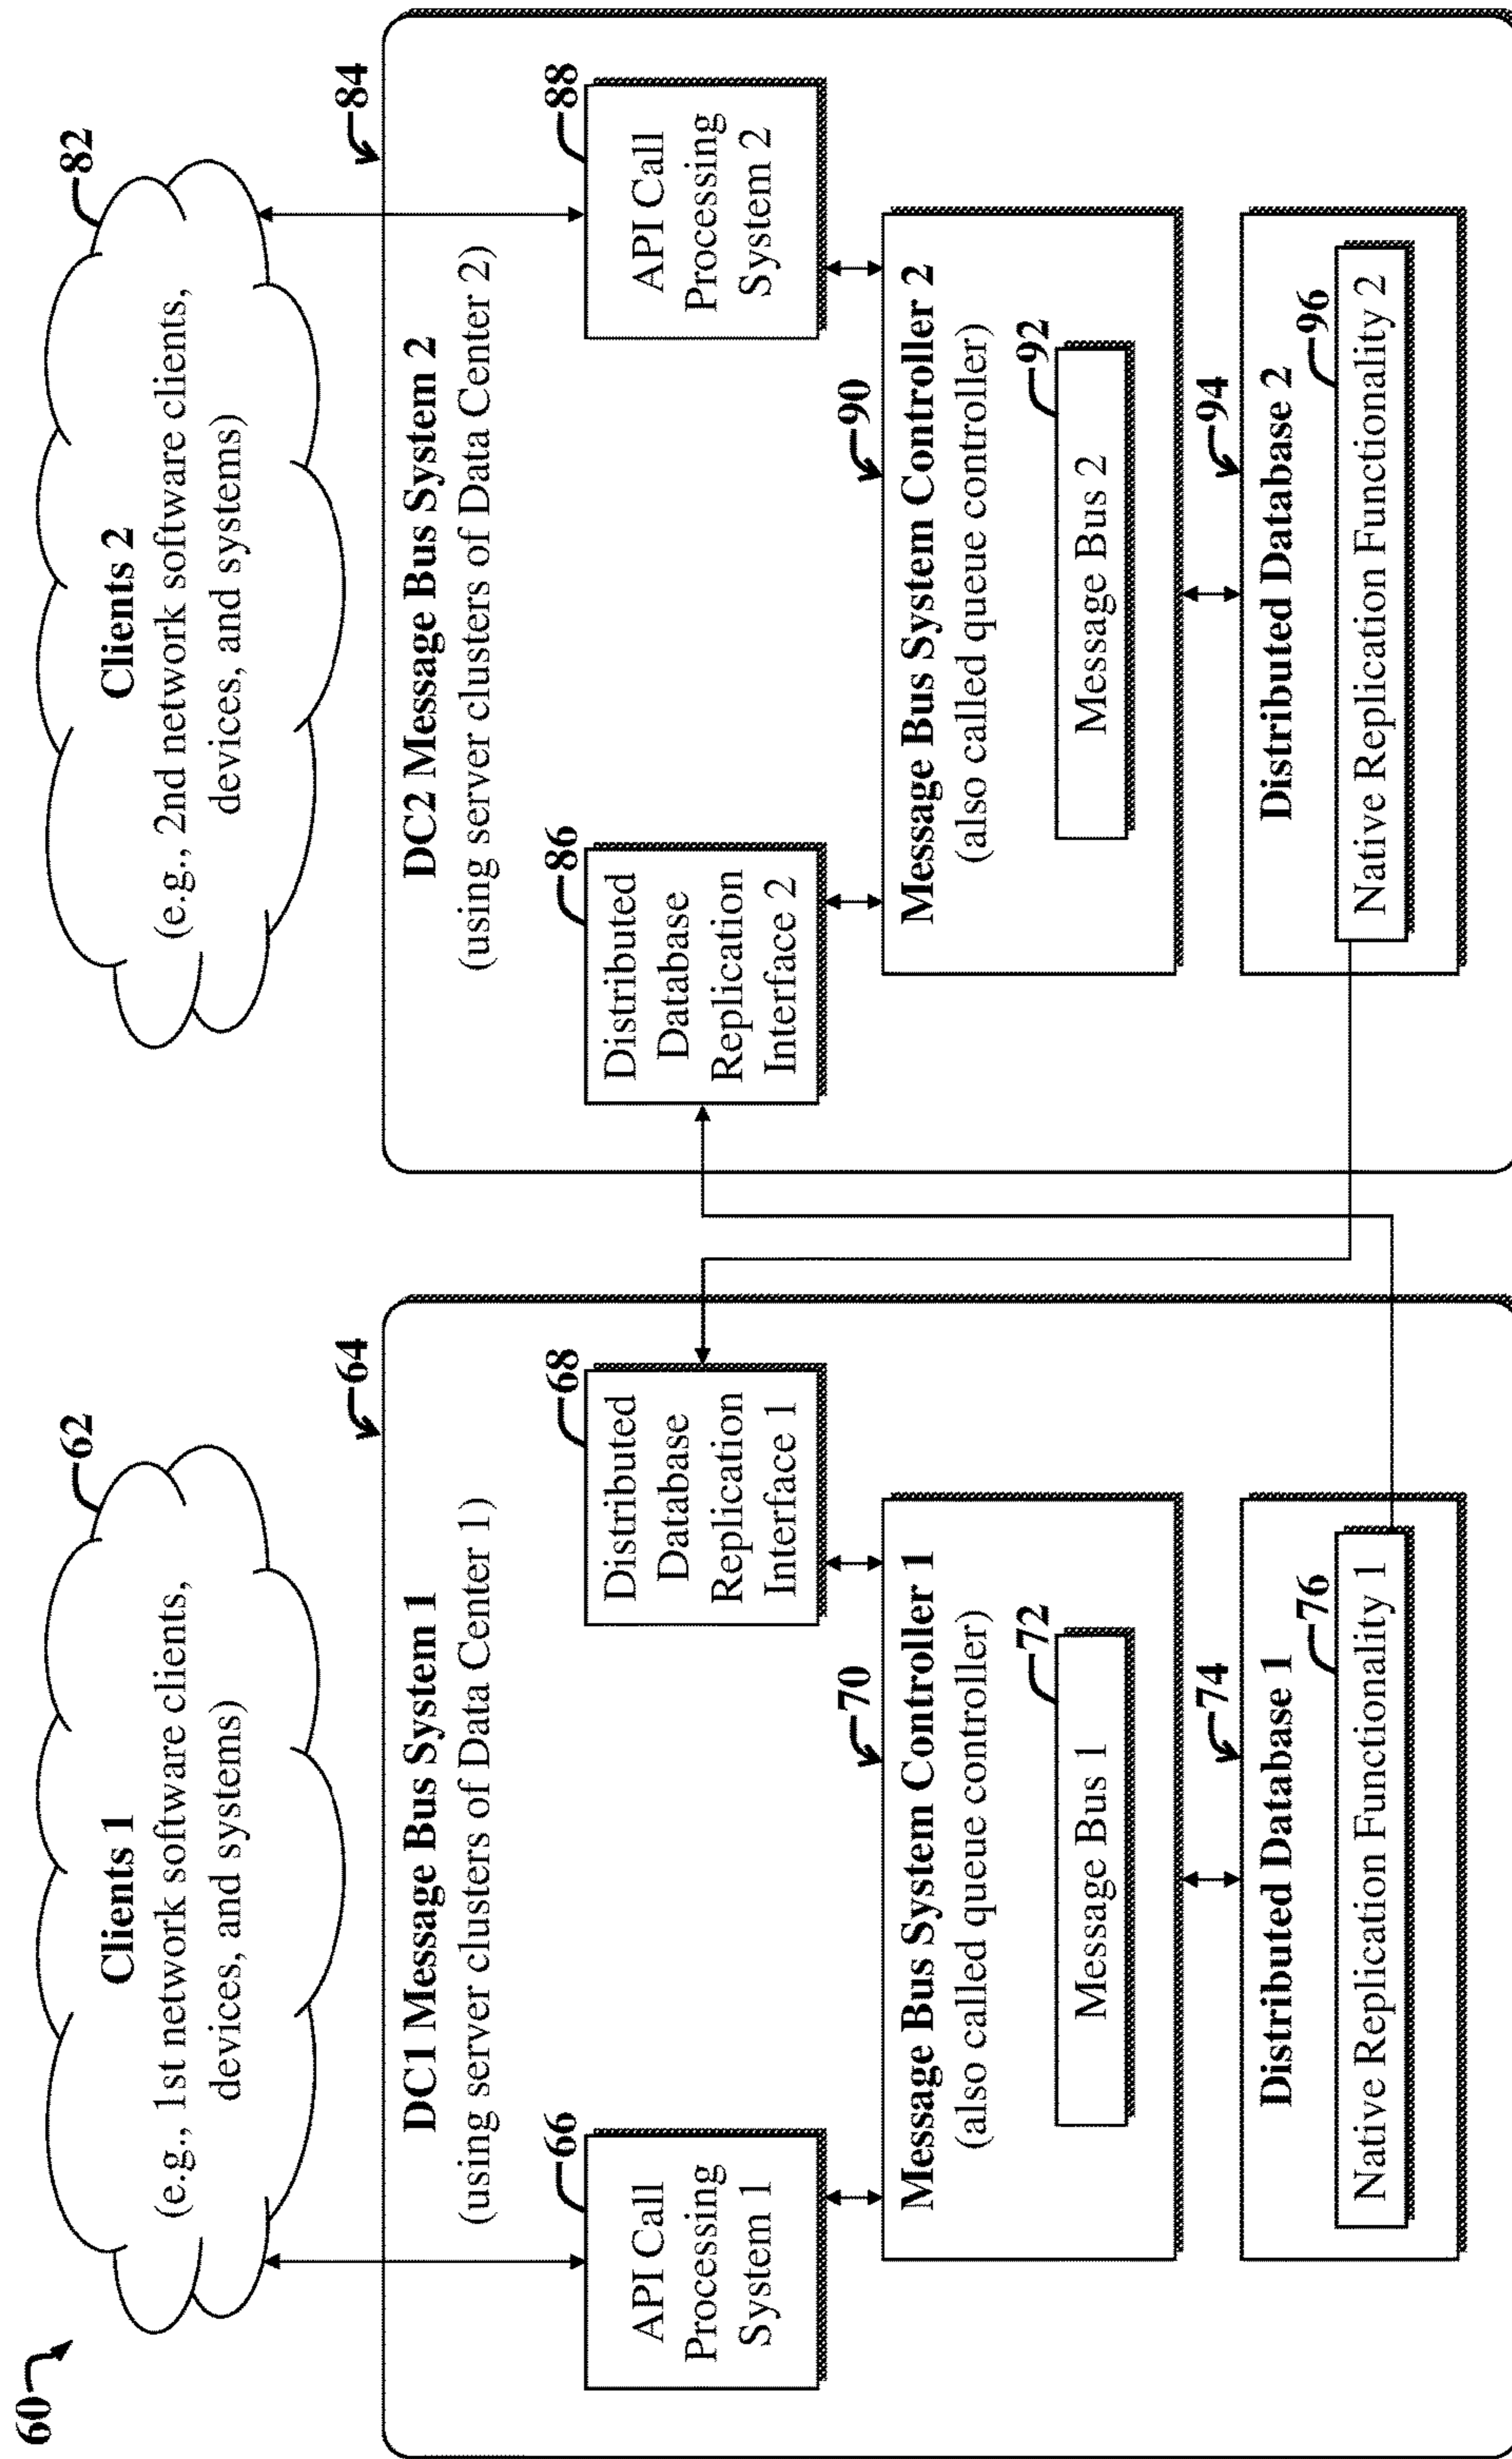 60
62
Clients 1
(e.g., 1st network software clients,
devices, and systems)
64
DC1 Message Bus System 1
(using server clusters of Data Center 1)
66
API Call
Processing
System 1
68
Distributed
Database
Replication
Interface 1
70
Message Bus System Controller 1
(also called queue controller)
72
Message Bus 1
74
Distributed Database 1
76
Native Replication Functionality 1
82
Clients 2
(e.g., 2nd network software clients,
devices, and systems)
84
DC2 Message Bus System 2
(using server clusters of Data Center 2)
86
Distributed
Database
Replication
Interface 2
88
API Call
Processing
System 2
90
Message Bus System Controller 2
(also called queue controller)
92
Message Bus 2
94
Distributed Database 2
96
Native Replication Functionality 2